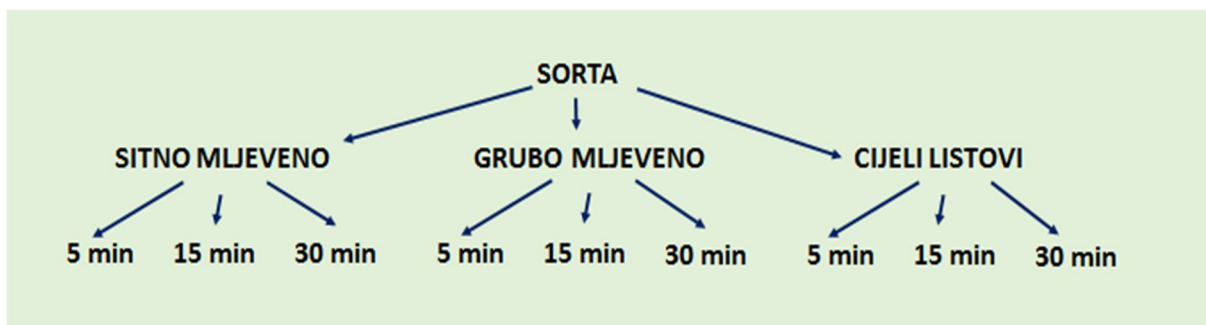 SORTA
SITNO MLJEVENO GRUBO MLJEVENO CIJELI LISTOVI
5 min 15 min 30 min 5 min 15 min 30 min 5 min 15 min 30 min